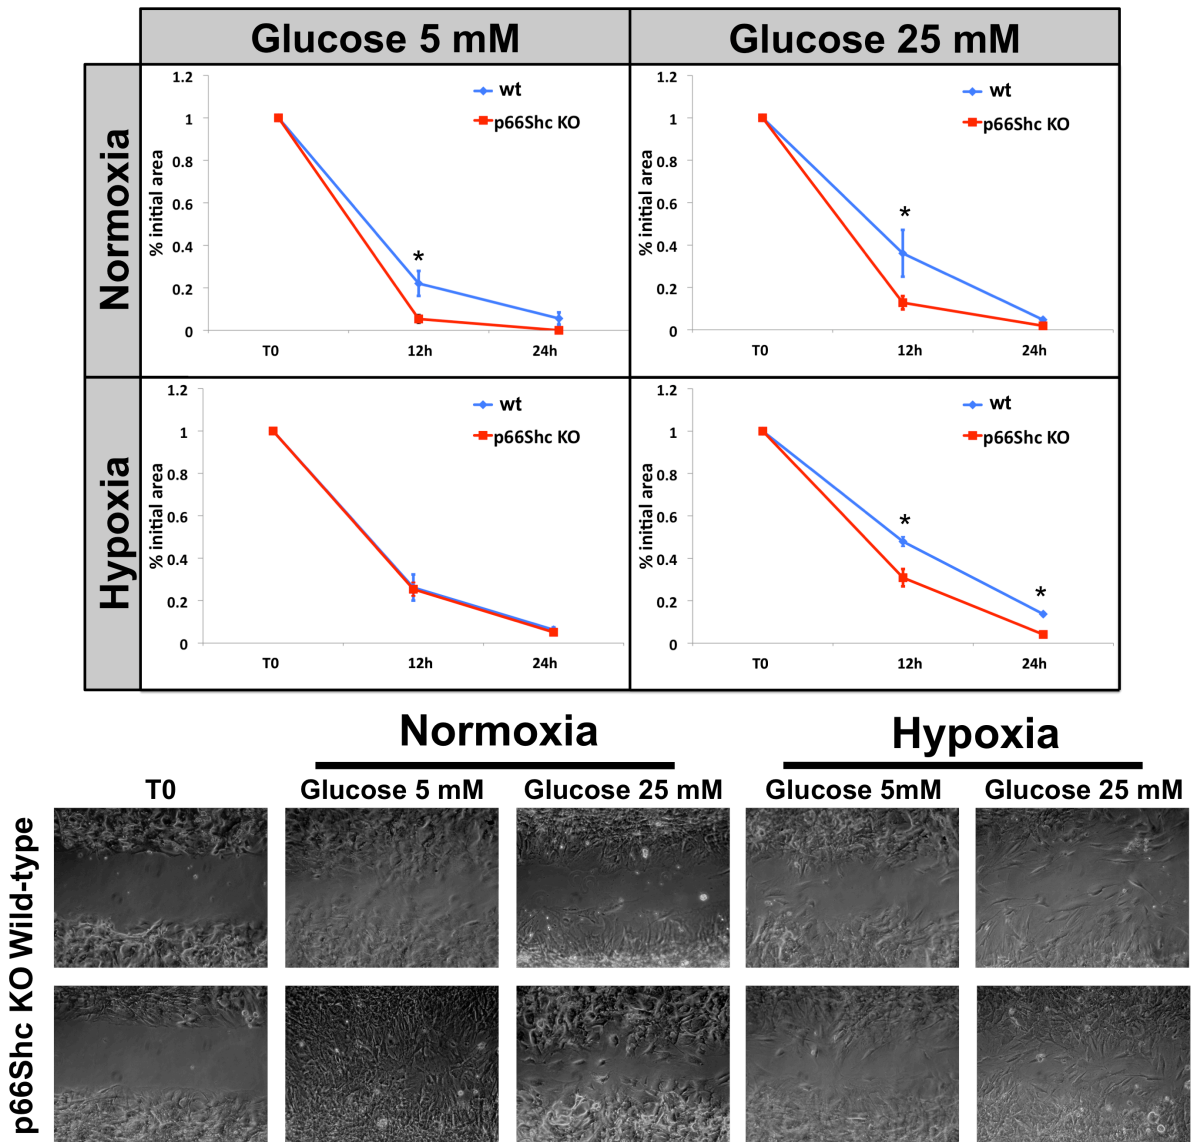 Glucose 5 mM
Glucose 25 mM
Normoxia
% initial area
1.2
1
0.8
0.6
0.4
0.2
0
T0
12h
24h
wt
p66Shc KO
*
% initial area
1.2
1
0.8
0.6
0.4
0.2
0
T0
12h
24h
wt
p66Shc KO
*
Hypoxia
% initial area
1.2
1
0.8
0.6
0.4
0.2
0
T0
12h
24h
wt
p66Shc KO
% initial area
1.2
1
0.8
0.6
0.4
0.2
0
T0
12h
24h
wt
p66Shc KO
*
*
Normoxia
Hypoxia
T0
Glucose 5 mM
Glucose 25 mM
Glucose 5mM
Glucose 25 mM
p66Shc KO Wild-type